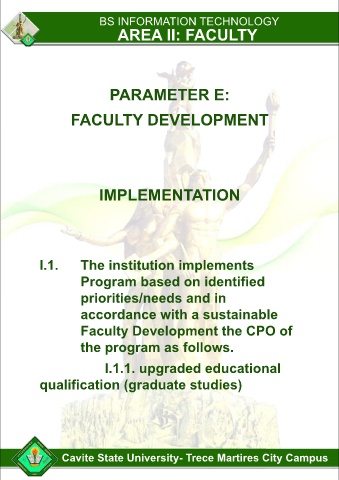 BS INFORMATION TECHNOLOGY
AREA II: FACULTY
PARAMETER E:
FACULTY DEVELOPMENT
IMPLEMENTATION
I.1. The institution implements
Program based on identified
priorities/needs and in
accordance with a sustainable
Faculty Development the CPO of
the program as follows.
I.1.1. upgraded educational
qualification (graduate studies)
Cavite State University- Trece Martires City Campus